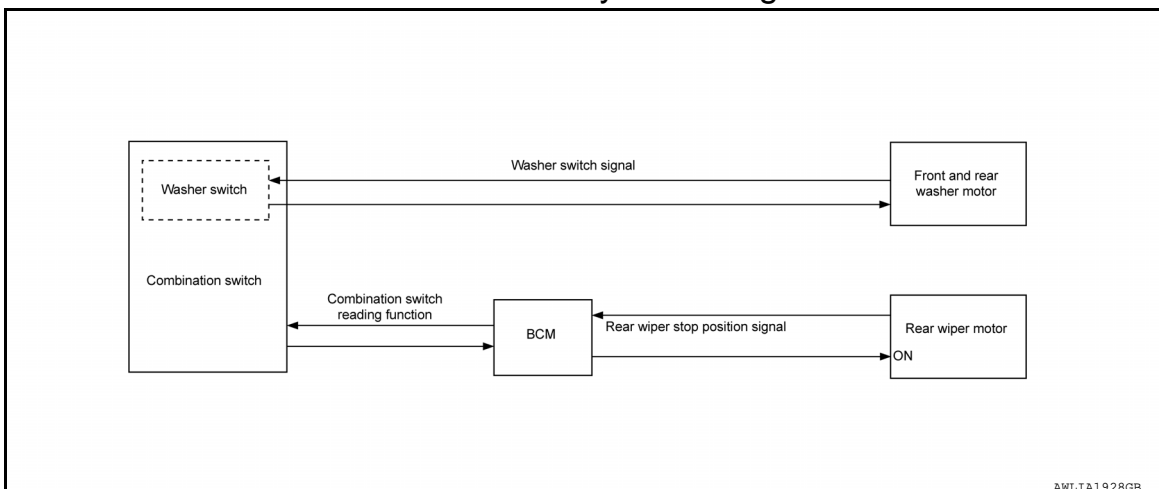 Washer switch signal
Washer switch
Front and rear
washer motor
Combination switch
Combination switch
reading function
BCM
Rear wiper stop position signal
Rear wiper motor
ON
AWLIA1928GB